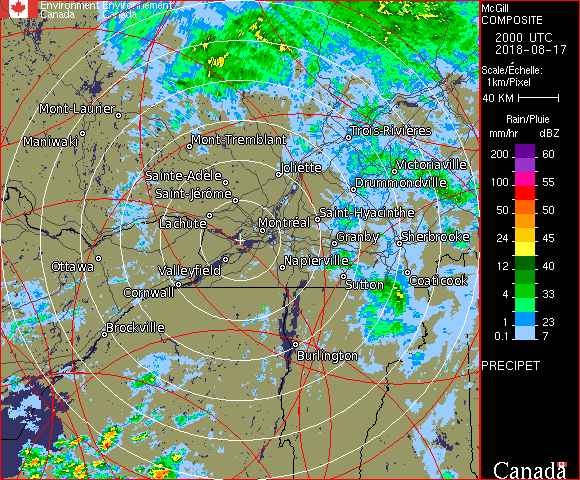 Environment Environnement
Canada Canada
McGill
COMPOSITE
2000 UTC
2018-08-17
Scale/Échelle:
1km/Pixel
40 KM
Rain/Pluie
mm/hr dBZ
200 60
100 55
50 50
24 45
12 40
4 33
1 23
0.1 7
PRECIPET
Canada
Mont-Laurier
Maniwaki
Mont-Tremblant
Trois-Rivières
Joliette
Victoriaville
Sainte-Adèle
Drummondville
Saint-Jérôme
Lachute
Saint-Hyacinthe
Montréal
Granby
Sherbrooke
Ottawa
Valleyfield
Napierville
Cornwall
Sutton
Coaticook
Brockville
Burlington